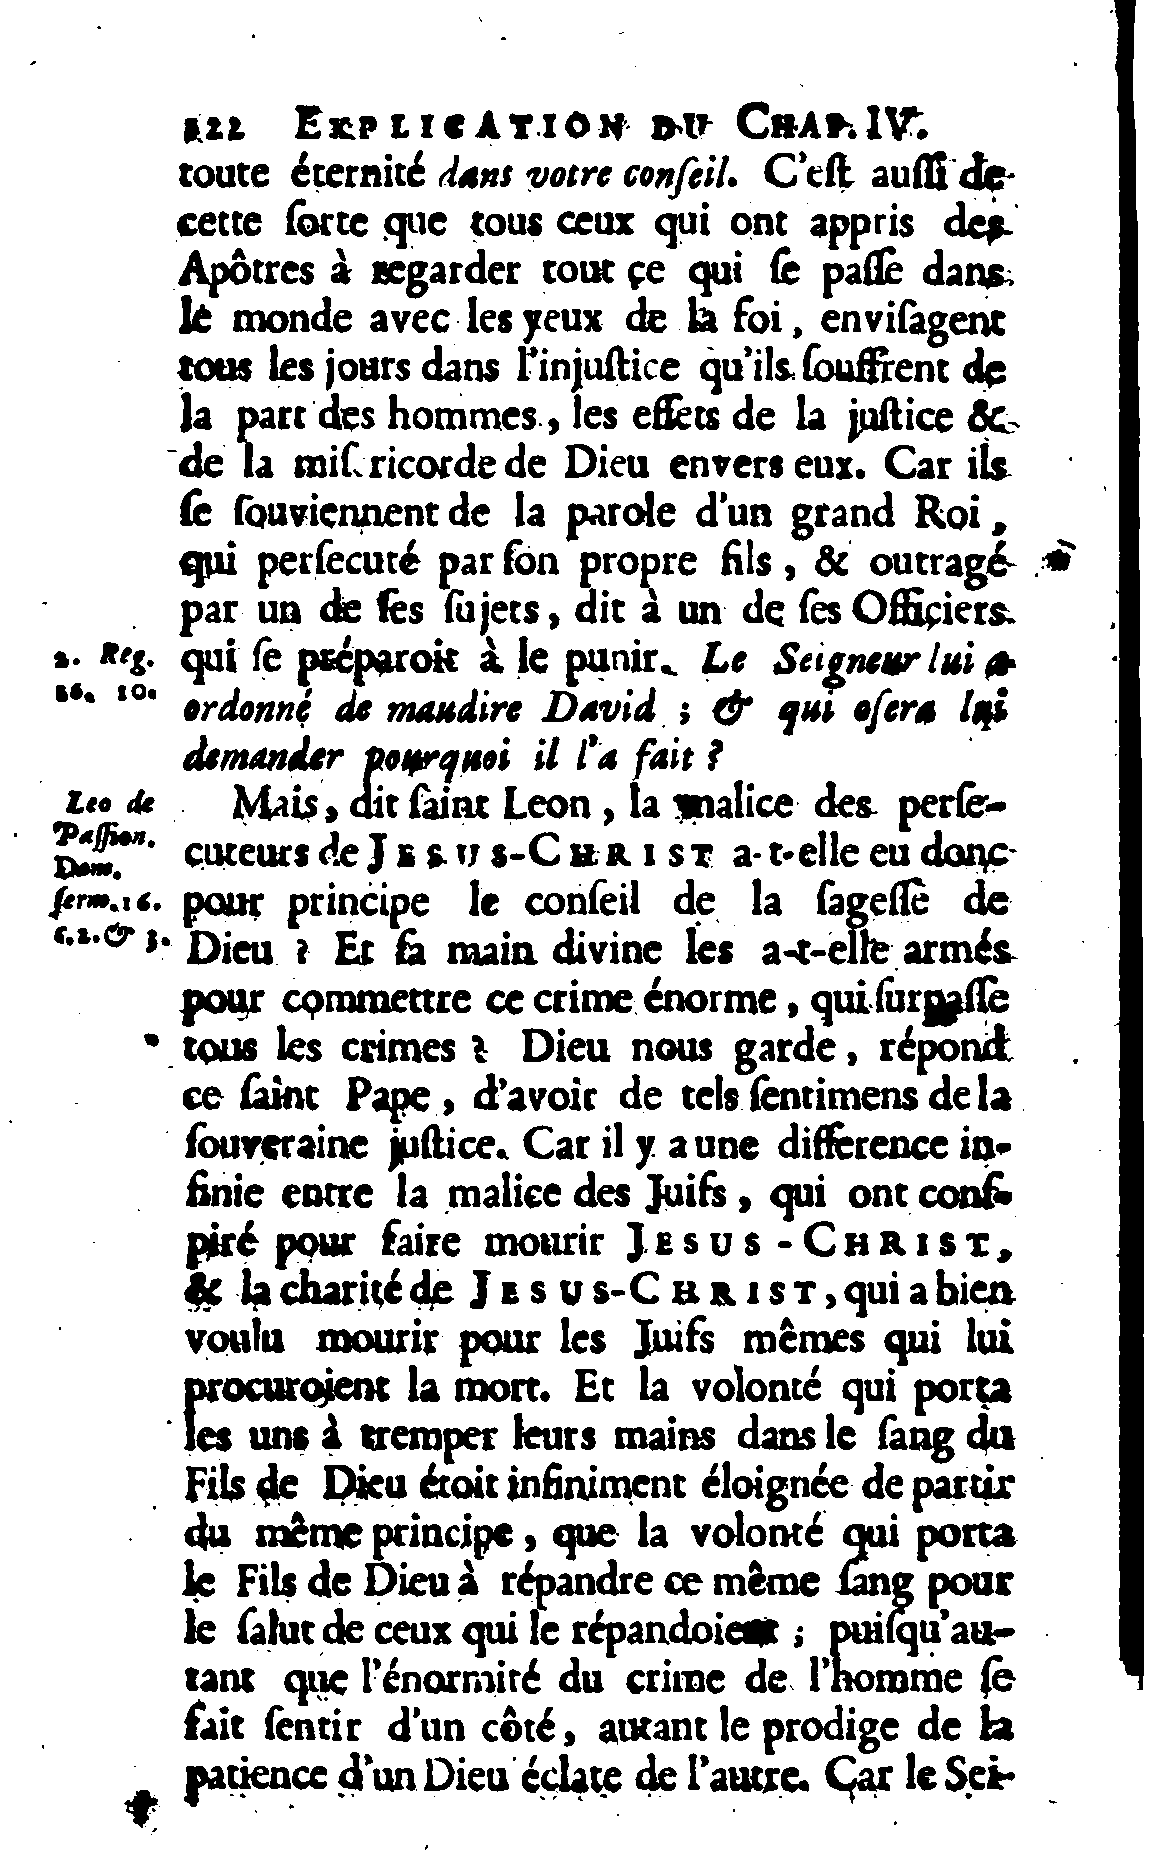 122 EXPLICATION DU CHAP. IV.
toute éternité dans votre conſeil. C'eſt auſſi de
cette ſorte que tous ceux qui ont appris des
Apôtres à regarder tout ce qui ſe paſſe dans
le monde avec les yeux de la foi, enviſagent
tous les jours dans l'injuſtice qu'ils ſouffrent de
la part des hommes, les effets de la juſtice &
de la miſericorde de Dieu envers eux. Car ils
ſe ſouviennent de la parole d'un grand Roi,
qui perſecuté par ſon propre fils, & outragé
par un de ſes ſujets, dit à un de ſes Officiers
qui ſe préparoit à le punir. Le Seigneur lui a
2. Reg.
16. 10.
ordonné de maudire David ; & qui oſera lui
demander pourquoi il l'a fait ?
Mais, dit ſaint Leon, la malice des perſe-
Leo de
Paſſion.
Dom.
ſerm. 16.
c. 2. & 3.
cuteurs de JESUS-CHRIST a-t-elle eu donc
pour principe le conſeil de la ſageſſe de
Dieu ? Et ſa main divine les a-t-elle armés
pour commettre ce crime énorme, qui ſurpaſſe
tous les crimes ? Dieu nous garde, répond
ce ſaint Pape, d'avoir de tels ſentimens de la
ſouveraine juſtice. Car il y a une difference in-
finie entre la malice des Juifs, qui ont conſ-
piré pour faire mourir JESUS-CHRIST,
& la charité de JESUS-CHRIST, qui a bien
voulu mourir pour les Juifs mêmes qui lui
procuroient la mort. Et la volonté qui porta
les uns à tremper leurs mains dans le ſang du
Fils de Dieu étoit infiniment éloignée de partir
du même principe, que la volonté qui porta
le Fils de Dieu à répandre ce même ſang pour
le ſalut de ceux qui le répandoient ; puiſqu'au-
tant que l'énormité du crime de l'homme ſe
fait ſentir d'un côté, autant le prodige de la
patience d'un Dieu éclate de l'autre. Car le Sei-